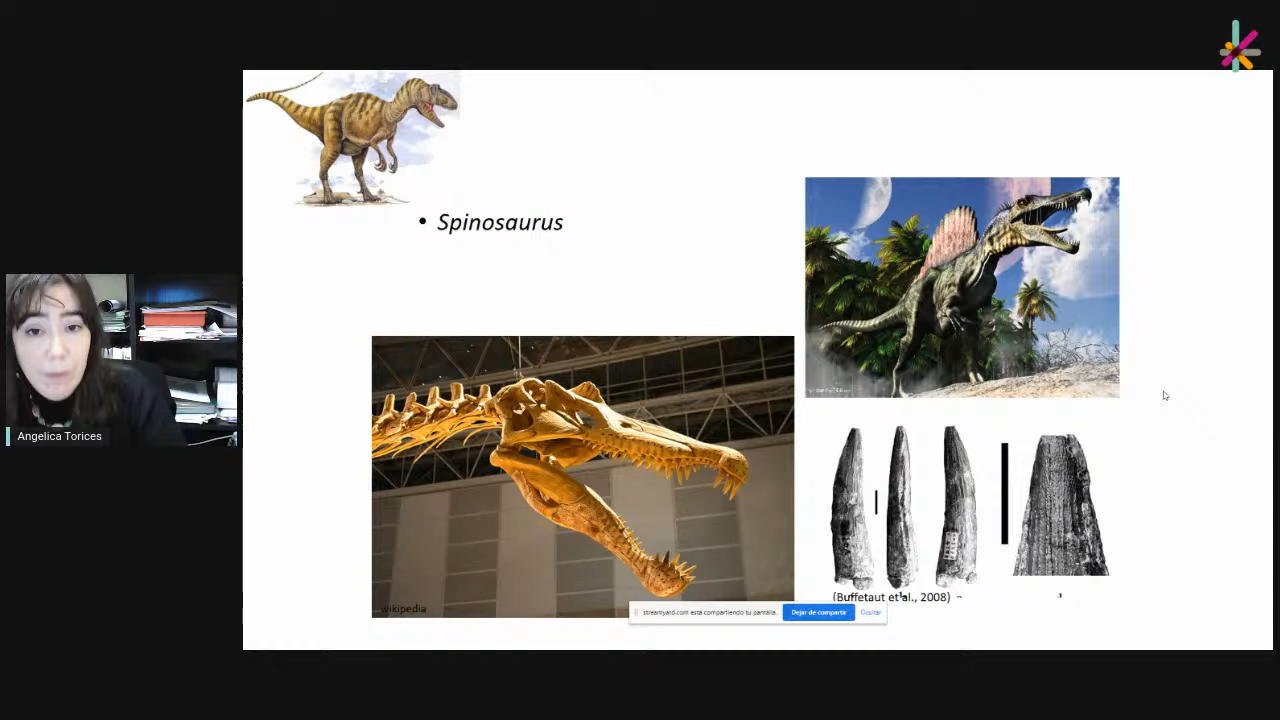 • Spinosaurus
Angelica Torices
wikipedia
(Buffetaut et al., 2008)
streamyard.com está compartiendo tu pantalla.
Dejar de compartir
Ocultar